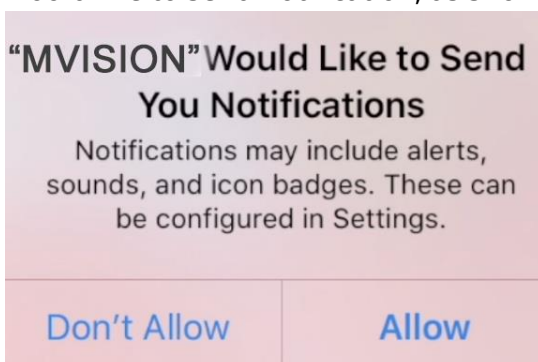 “MVISION” Would Like to Send
You Notifications
Notifications may include alerts,
sounds, and icon badges. These can
be configured in Settings.
Don’t Allow
Allow